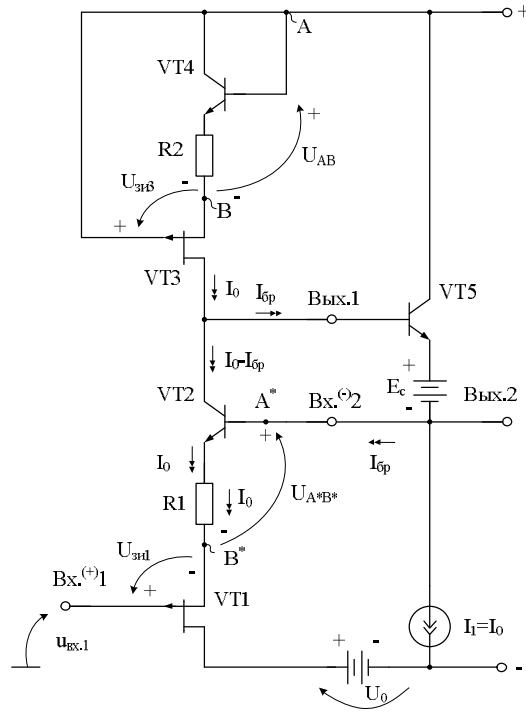 A
+
VT4
+
R2
U_AB
U_зи3
-
B
-
+
VT3
I_0
I_бр
Вых.1
VT5
I_0-I_бр
+
E_c
-
Вых.2
VT2
A*
Вх.(-)2
+
I_бр
I_0
R1
I_0
U_A*B*
-
B*
U_зи1
-
Вх.(+)1
+
VT1
u_вх.1
I_1=I_0
+
-
-
U_0